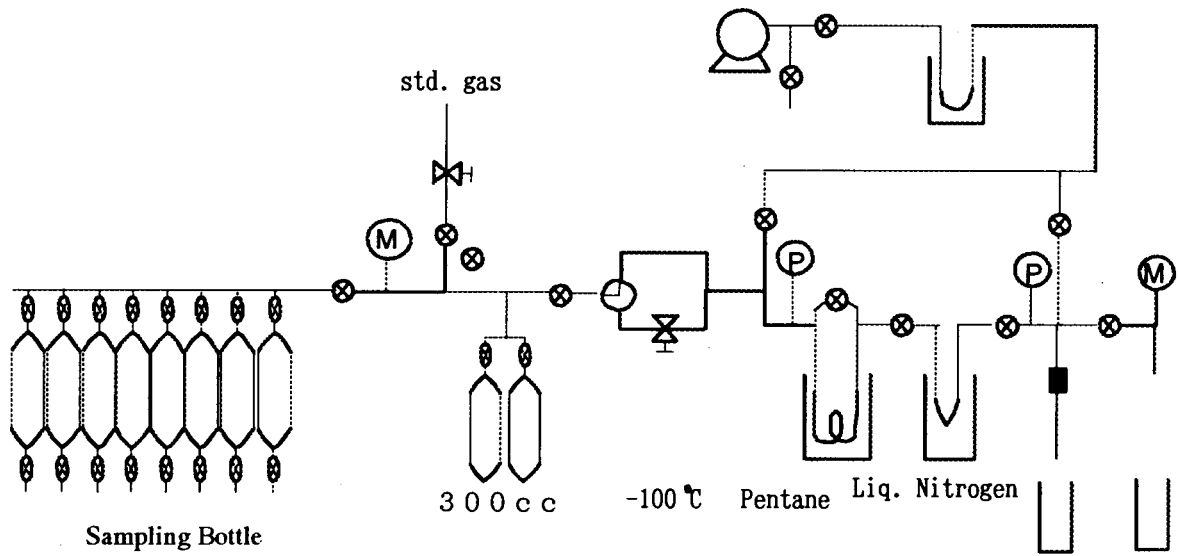 std. gas
M
P
P
M
300cc
-100℃ Pentane
Liq. Nitrogen
Sampling Bottle